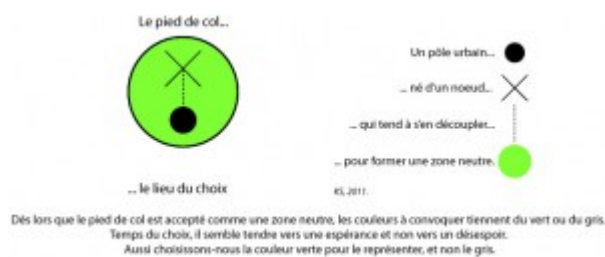 Le pied de col...
... le lieu du choix
Un pôle urbain...
... né d'un noeud...
... qui tend à s'en découpler...
... pour former une zone neutre.
KS, 2011.
Dés lors que le pied de col est accepté comme une zone neutre, les couleurs à convoquer tiennent du vert ou du gris.
Temps du choix, il semble tendre vers une espérance et non vers un désespoir.
Aussi choisissons-nous la couleur verte pour le représenter, et non le gris.